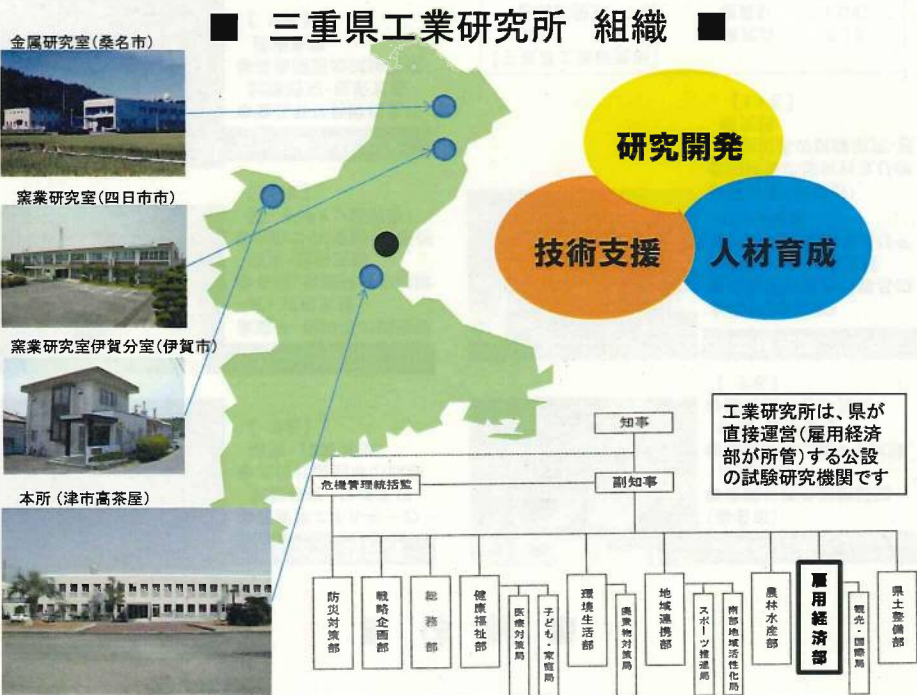 ■ 三重県工業研究所 組織 ■
金属研究室(桑名市)
窯業研究室(四日市市)
窯業研究室伊賀分室(伊賀市)
本所 (津市高茶屋)
研究開発
技術支援
人材育成
工業研究所は、県が
直接運営(雇用経済
部が所管)する公設
の試験研究機関です
知事
危機管理統括監
副知事
防災対策部
戦略企画部
総務部
健康福祉部
医療対策局
子ども・家庭局
環境生活部
廃棄物対策局
地域連携部
スポーツ推進局
南部地域活性化局
農林水産部
雇用経済部
観光・国際局
県土整備部